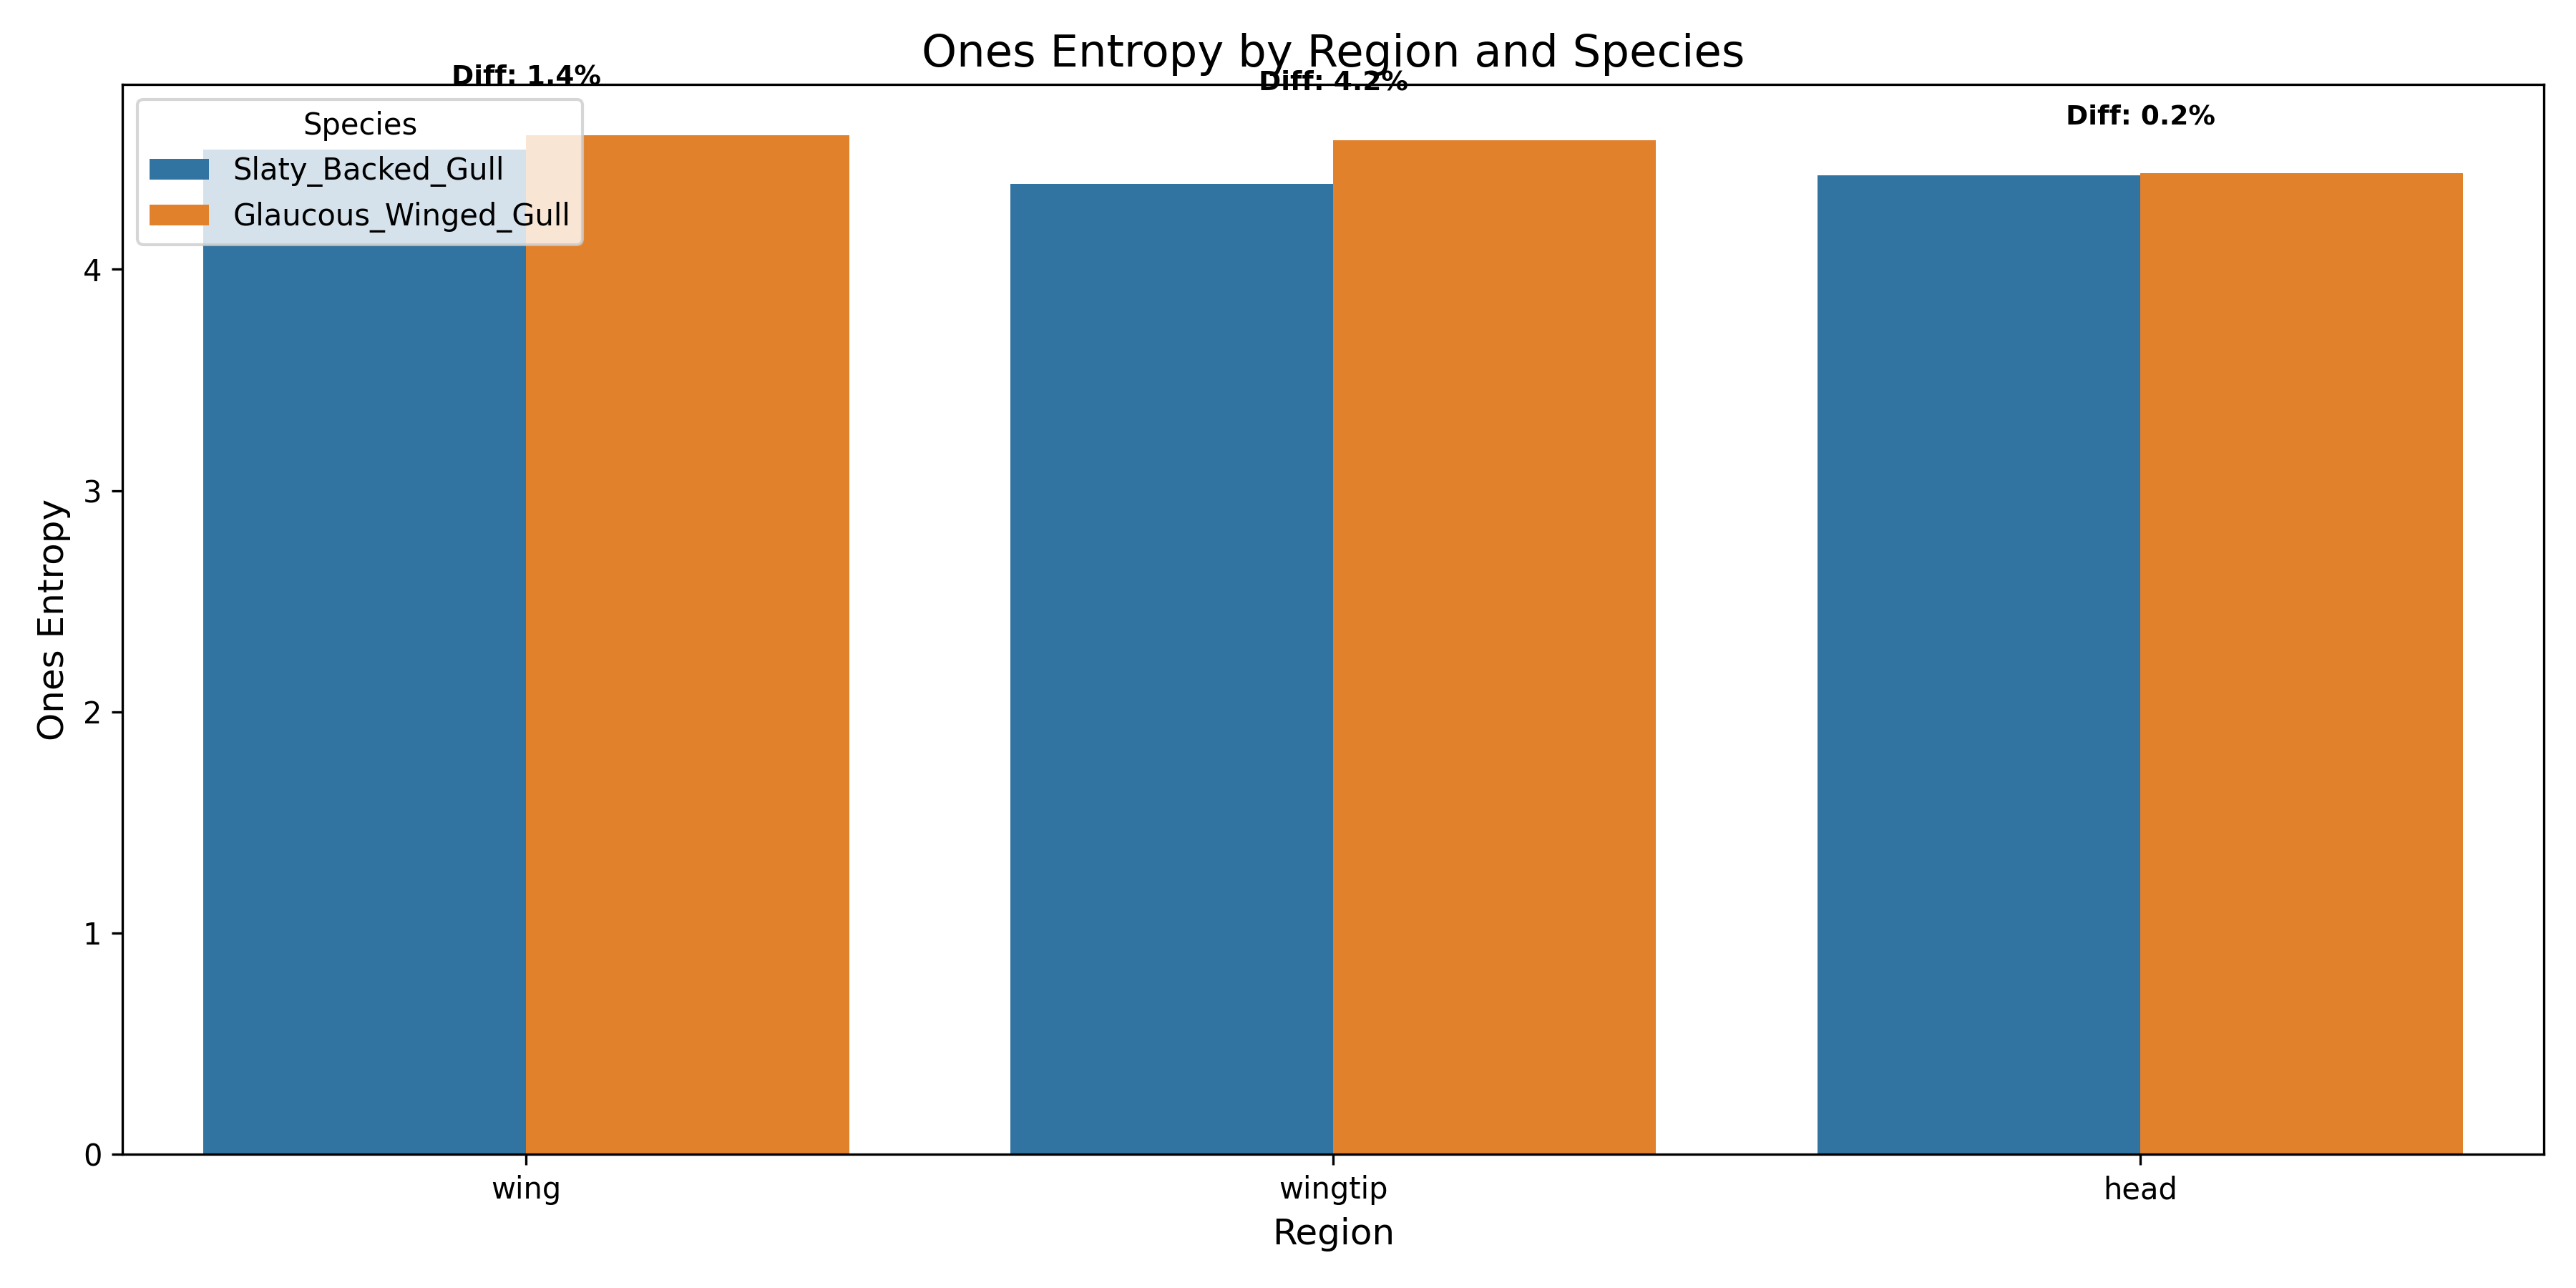 Ones Entropy by Region and Species
Diff: 1.4%
Diff: 4.2%
Diff: 0.2%
Species
Slaty_Backed_Gull
Glaucous_Winged_Gull
Ones Entropy
4
3
2
1
0
wing
wingtip
head
Region